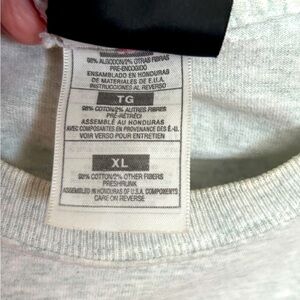 98% ALGODON/2% OTRAS FIBRAS
PRE-ENCOGIDO
ENSAMBLADO EN HONDURAS
DE MATERIALES DE E.U.A.
INSTRUCCIONES AL REVERSO
TG
98% COTON/2% AUTRES FIBRES
PRE-RÉTRÉCI
ASSEMBLÉ AU HONDURAS
AVEC COMPOSANTES EN PROVENANCE DES É.-U.
VOIR VERSO POUR ENTRETIEN
XL
98% COTTON/2% OTHER FIBERS
PRESHRUNK
ASSEMBLED IN HONDURAS OF U.S.A. COMPONENTS
CARE ON REVERSE